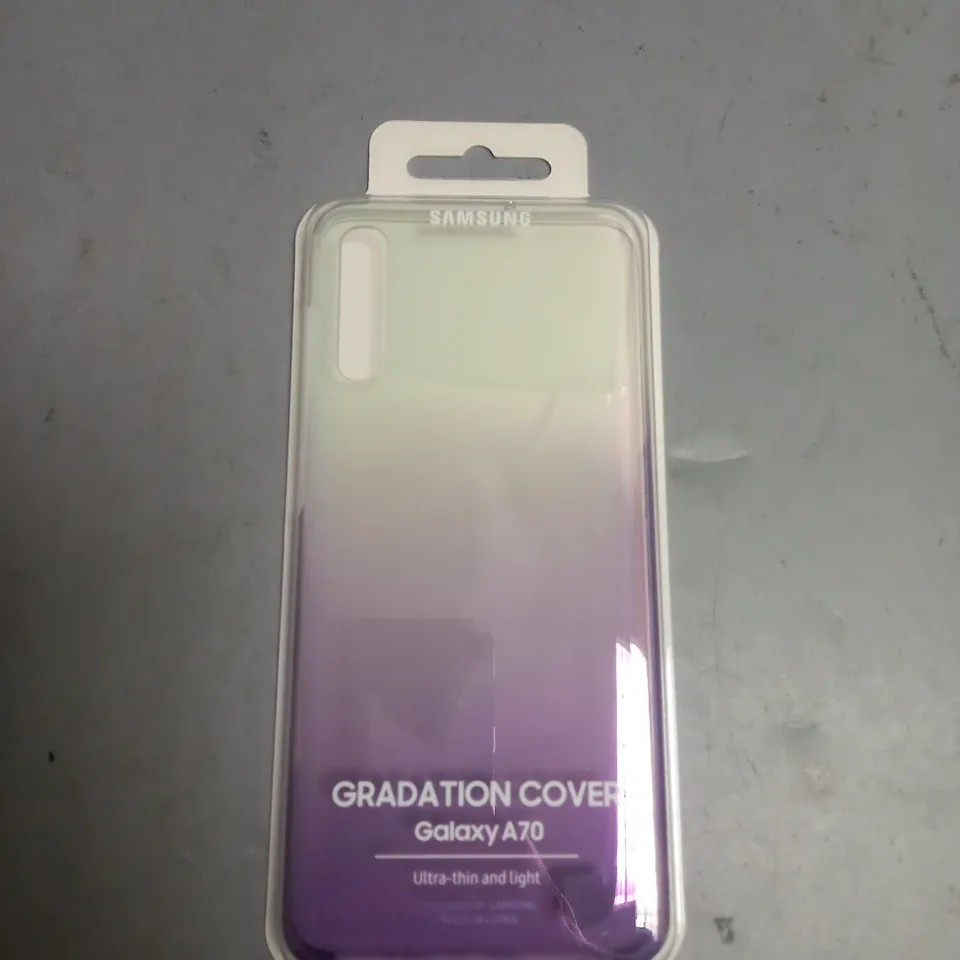 SAMSUNG
GRADATION COVER
Galaxy A70
Ultra-thin and light